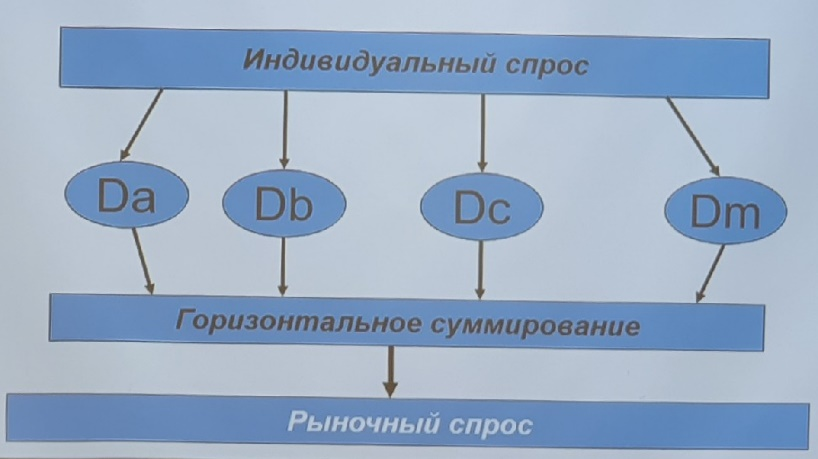 Индивидуальный спрос
Da
Db
Dc
Dm
Горизонтальное суммирование
Рыночный спрос